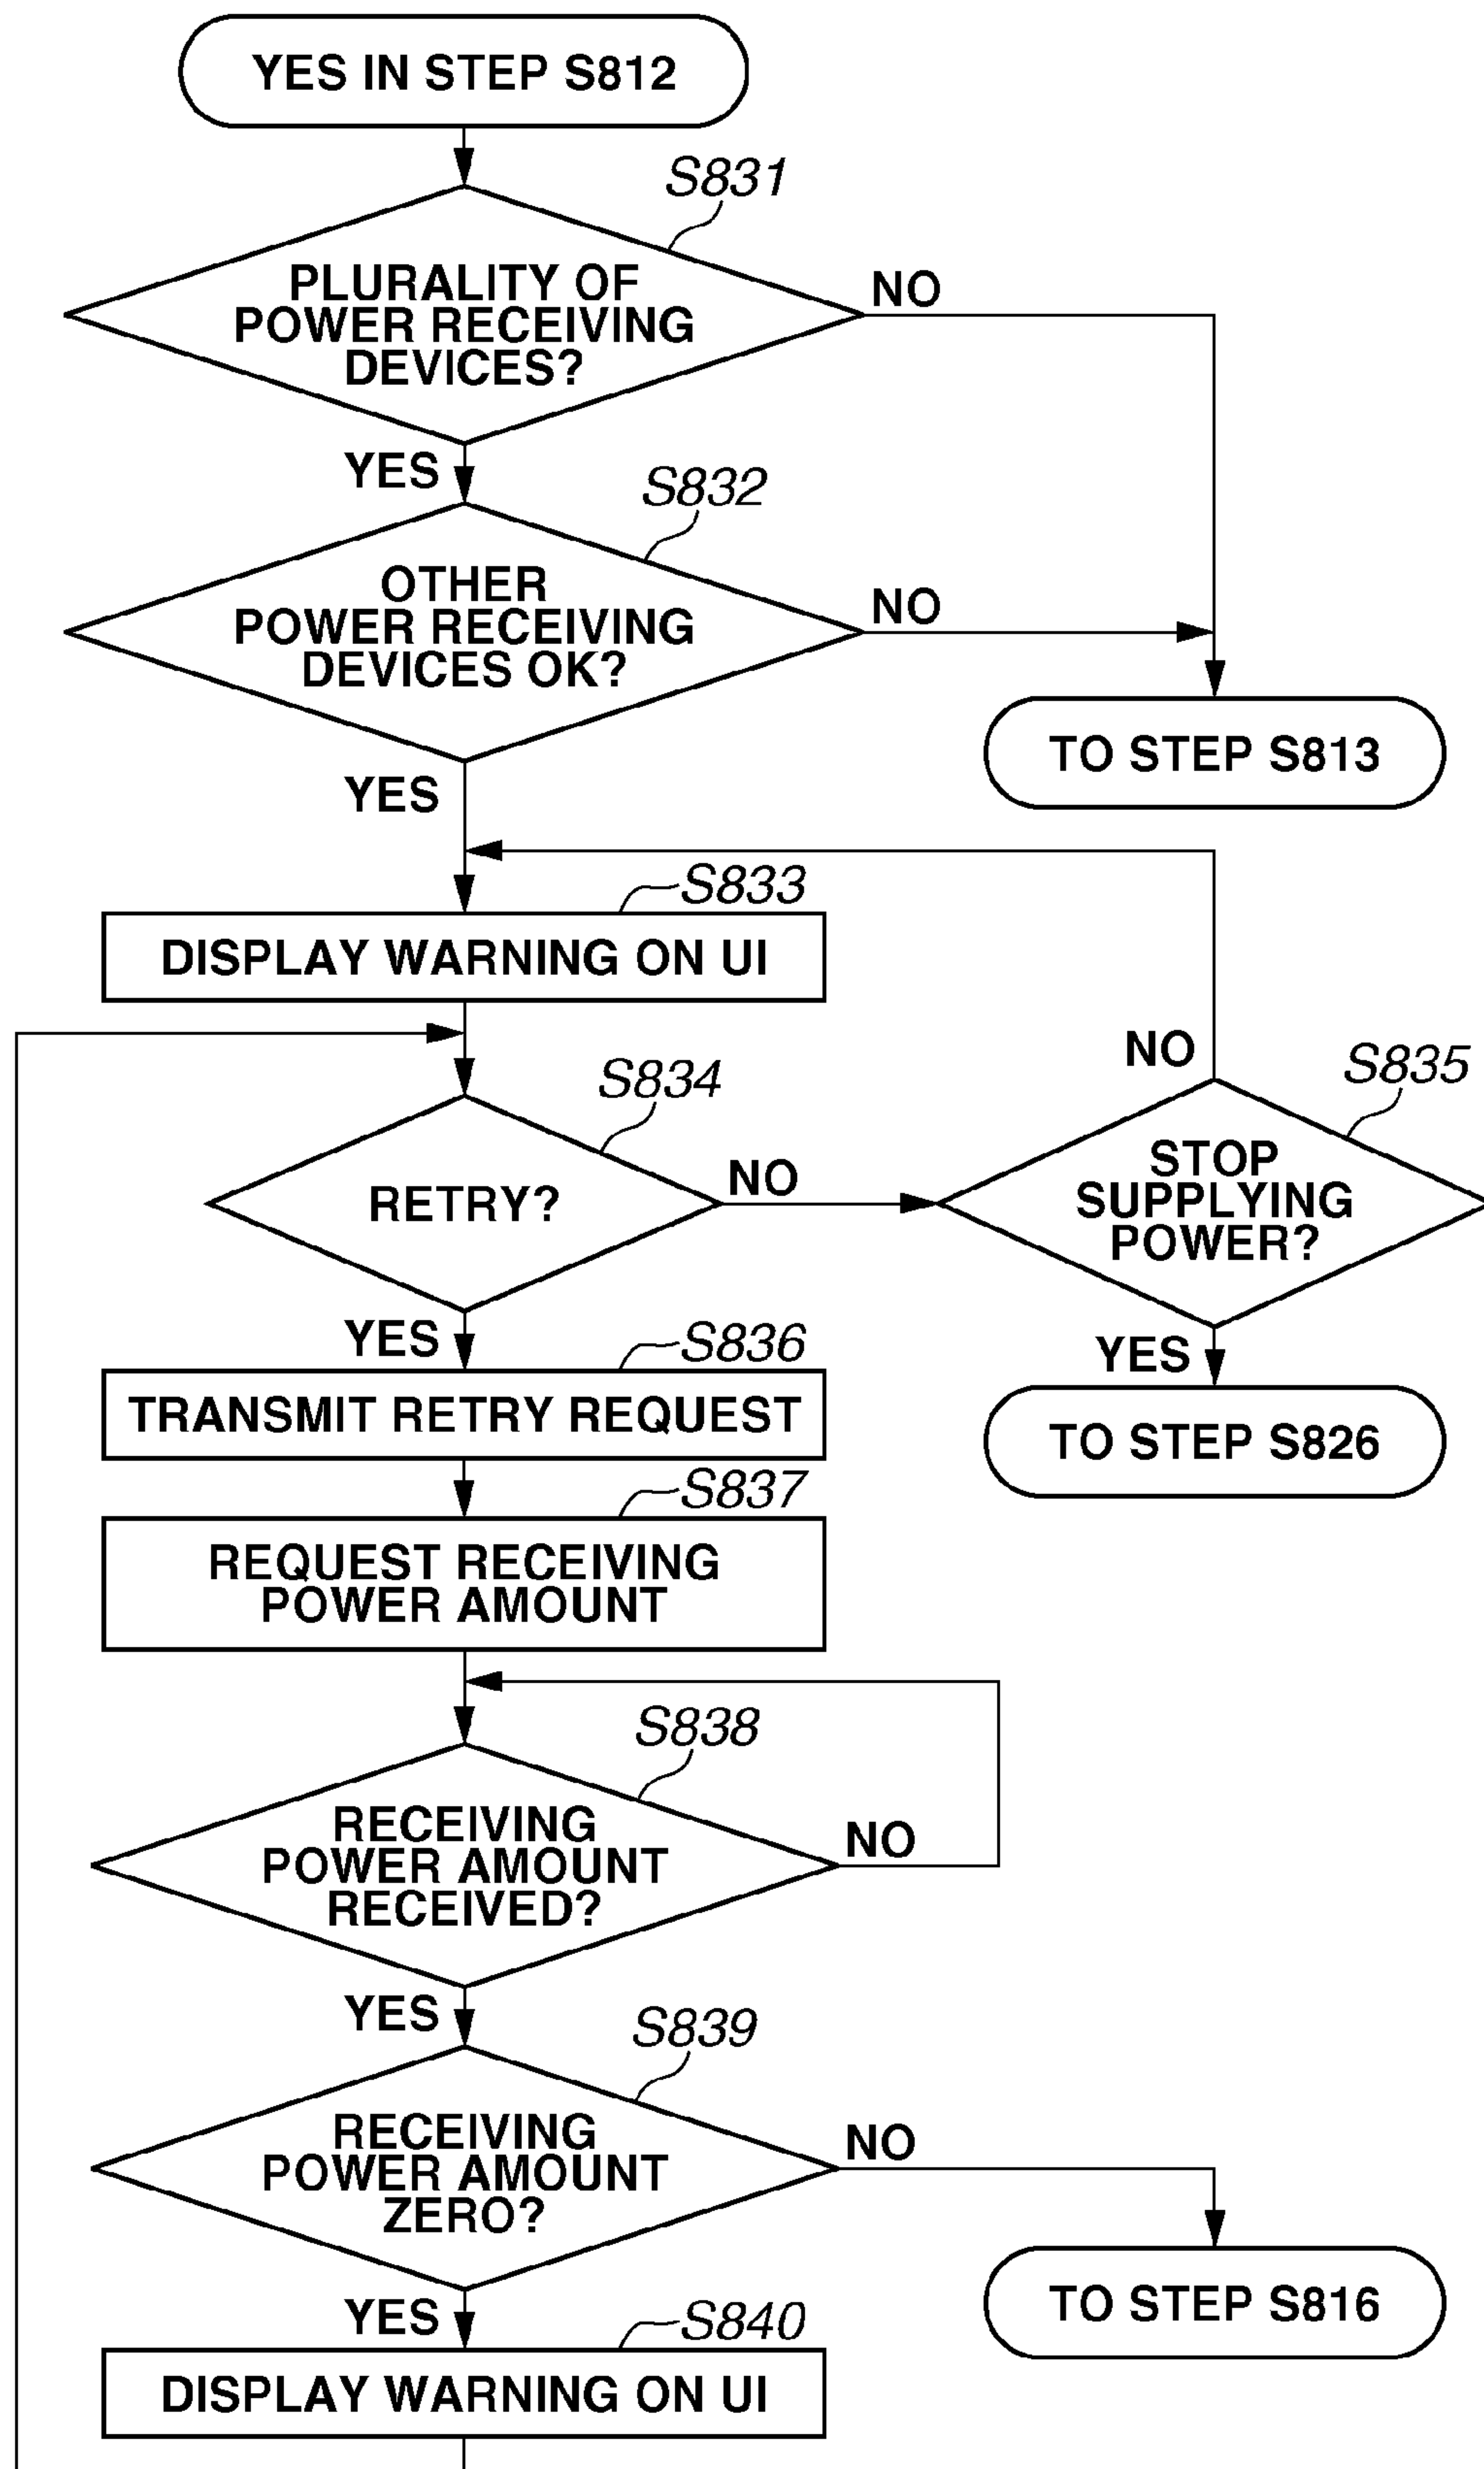 YES IN STEP S812
S831
PLURALITY OF
POWER RECEIVING
DEVICES?
NO
YES
S832
OTHER
POWER RECEIVING
DEVICES OK?
NO
TO STEP S813
YES
S833
DISPLAY WARNING ON UI
S834
RETRY?
NO
NO
S835
STOP
SUPPLYING
POWER?
YES
TO STEP S826
YES
S836
TRANSMIT RETRY REQUEST
S837
REQUEST RECEIVING
POWER AMOUNT
S838
RECEIVING
POWER AMOUNT
RECEIVED?
NO
YES
S839
RECEIVING
POWER AMOUNT
ZERO?
NO
TO STEP S816
YES
S840
DISPLAY WARNING ON UI